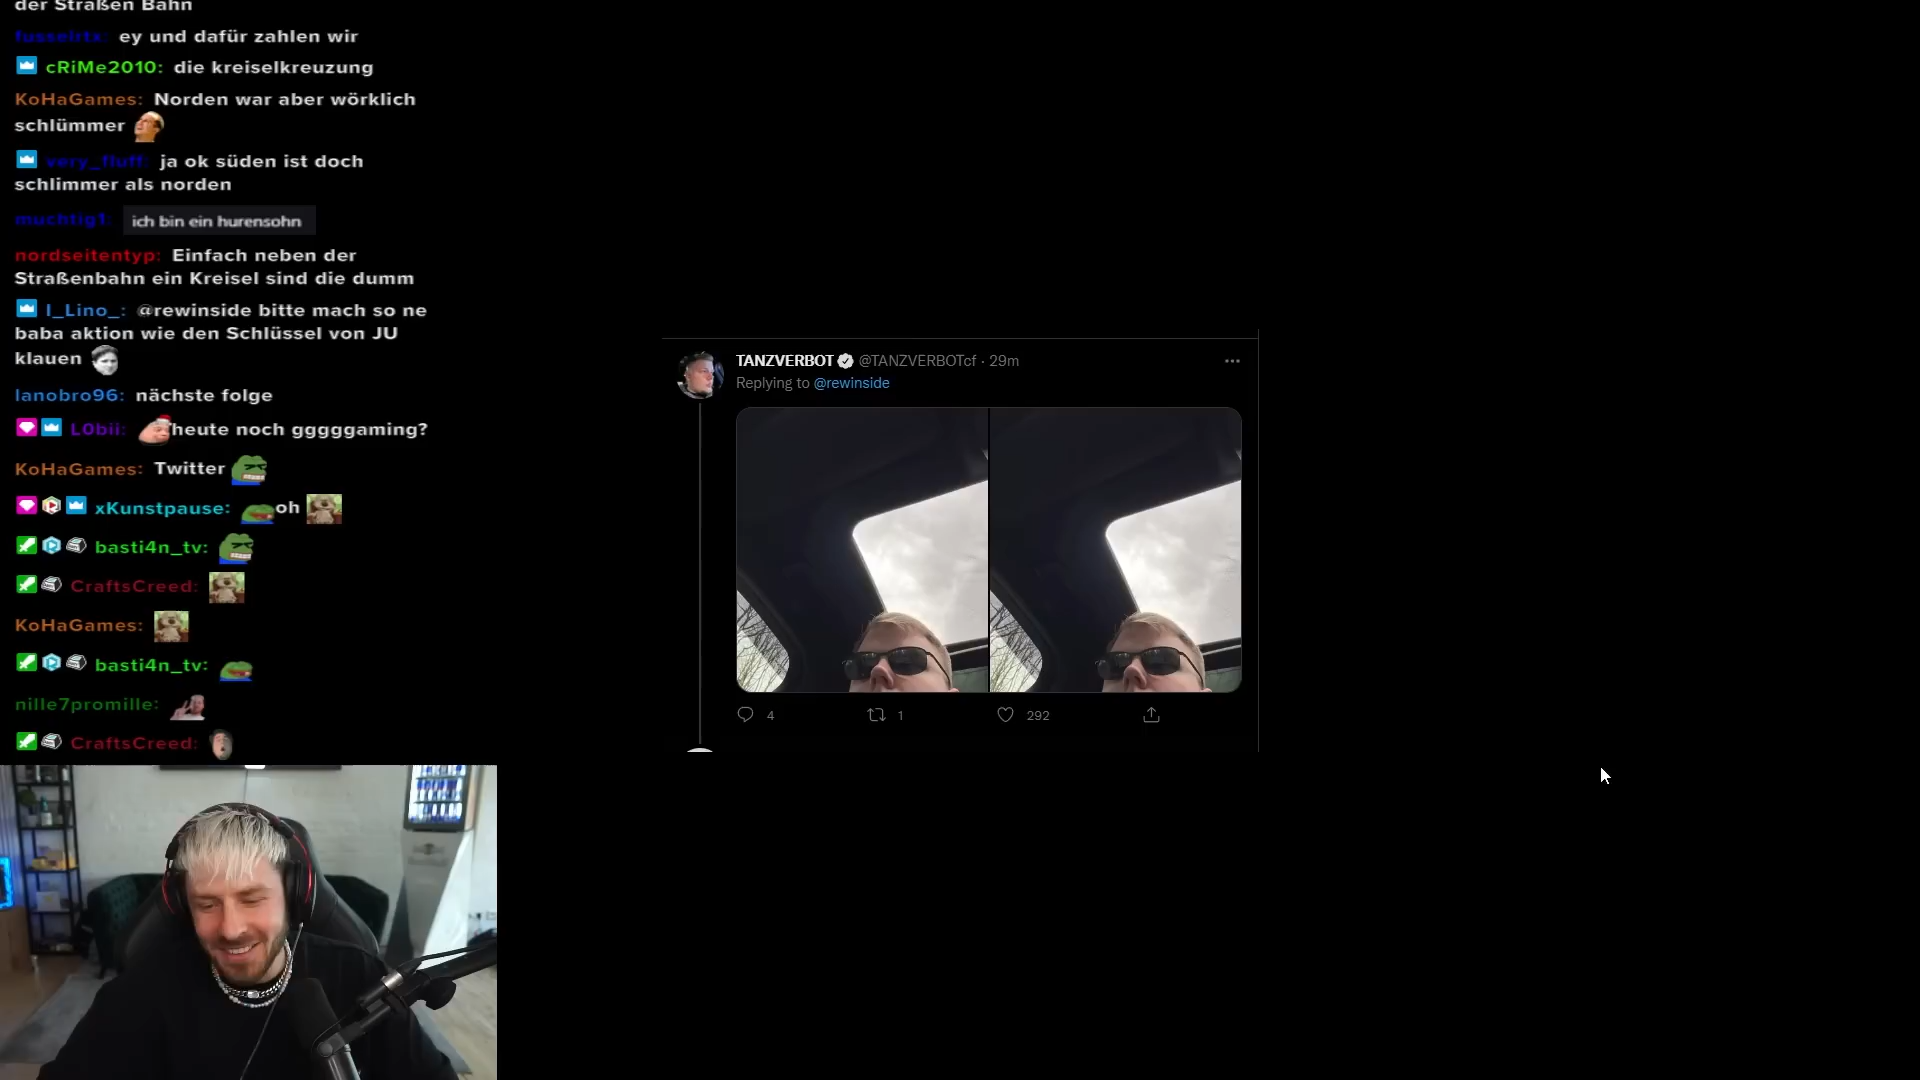 der Straßen Bahn
fusselrtx: ey und dafür zahlen wir
cRiMe2010: die kreiselkreuzung
KoHaGames: Norden war aber wörklich
schlümmer
very_fluff: ja ok süden ist doch
schlimmer als norden
muchtig1: ich bin ein hurensohn
nordseitentyp: Einfach neben der
Straßenbahn ein Kreisel sind die dumm
I_Lino_: @rewinside bitte mach so ne
baba aktion wie den Schlüssel von JU
klauen
lanobro96: nächste folge
L0bii: heute noch gggggaming?
KoHaGames: Twitter
xKunstpause: oh
basti4n_tv:
CraftsCreed:
KoHaGames:
basti4n_tv:
nille7promille:
CraftsCreed:
TANZVERBOT @TANZVERBOTcf · 29m
Replying to @rewinside
4 1 292